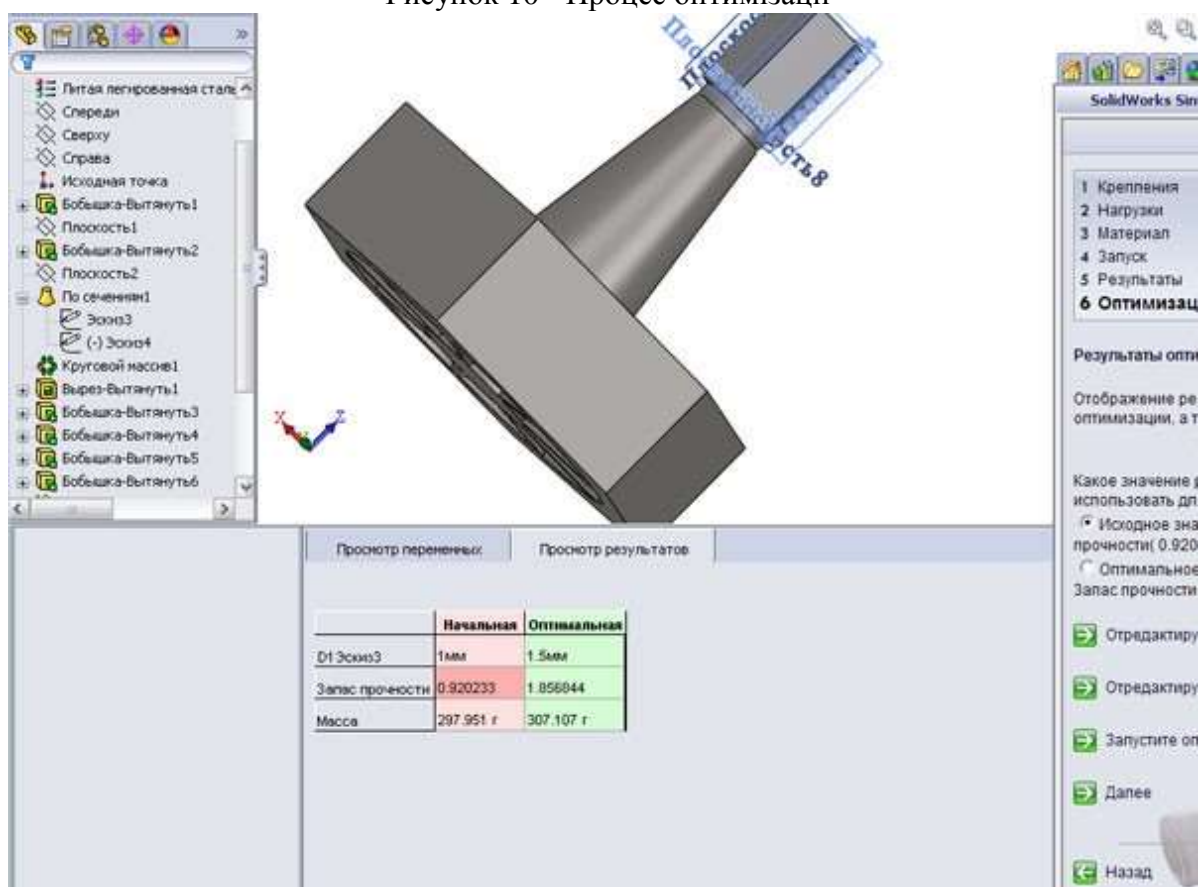 Рисунок 10 - Процес оптимізації
Литая легированная сталь
Спереди
Сверху
Справа
Исходная точка
Бобышка-Вытянуть1
Плоскость1
Бобышка-Вытянуть2
Плоскость2
По сечениям1
Эскиз3
(-) Эскиз4
Круговой массив1
Вырез-Вытянуть1
Бобышка-Вытянуть3
Бобышка-Вытянуть4
Бобышка-Вытянуть5
Бобышка-Вытянуть6
X
Z
Просмотр переменных
Просмотр результатов
Начальная Оптимальная
D1 Эскиз3 1мм 1.5мм
Запас прочности 0.920233 1.856844
Масса 297.951 г 307.107 г
SolidWorks Sim
1 Крепления
2 Нагрузки
3 Материал
4 Запуск
5 Результаты
6 Оптимизац
Результаты опти
Отображение ре
оптимизации, а т
Какое значение р
использовать дл
Исходное зна
прочности( 0.920
Оптимальное
Запас прочности
Отредактиру
Отредактиру
Запустите оп
Далее
Назад